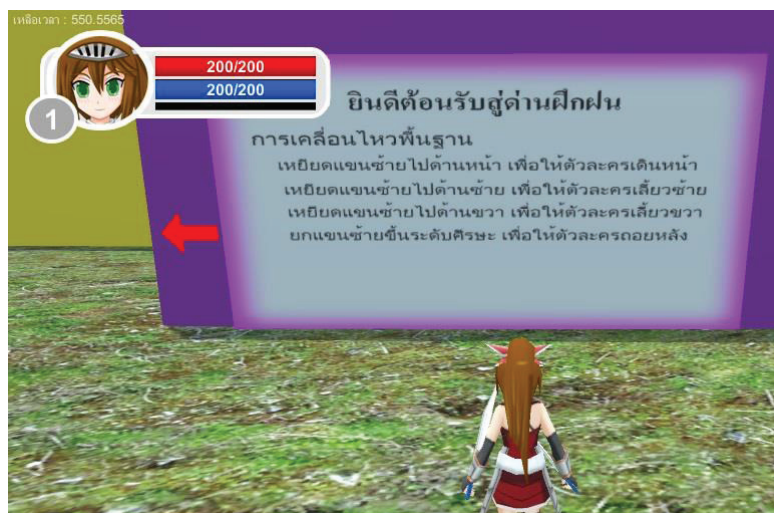 เหลือเวลา : 550.5565
200/200
200/200
1
ยินดีต้อนรับสู่ด่านฝึกฝน
การเคลื่อนไหวพื้นฐาน
เหยียดแขนซ้ายไปด้านหน้า เพื่อให้ตัวละครเดินหน้า
เหยียดแขนซ้ายไปด้านซ้าย เพื่อให้ตัวละครเลี้ยวซ้าย
เหยียดแขนซ้ายไปด้านขวา เพื่อให้ตัวละครเลี้ยวขวา
ยกแขนซ้ายขึ้นระดับศีรษะ เพื่อให้ตัวละครถอยหลัง